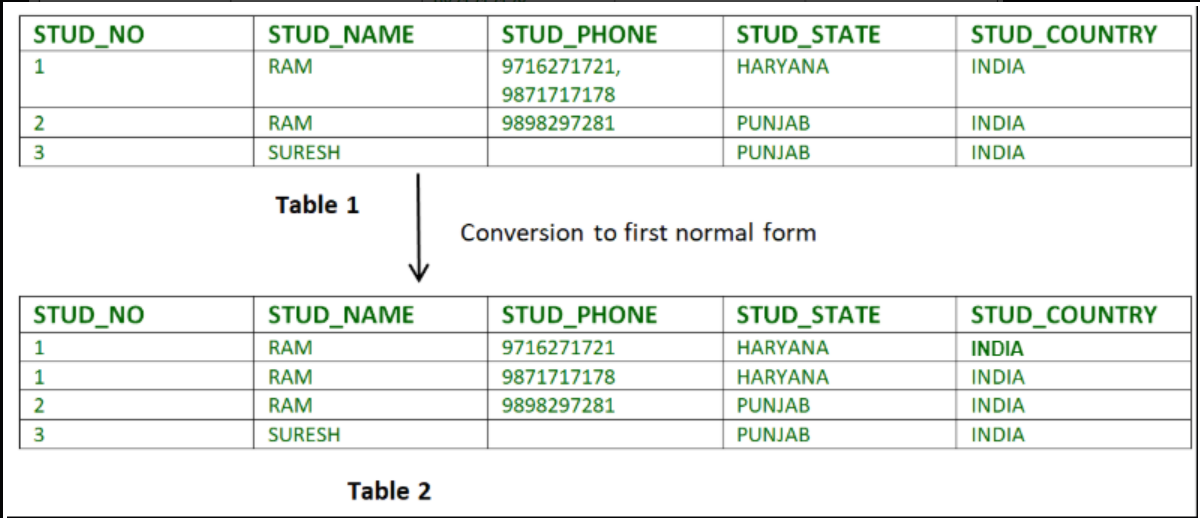 STUD_NO STUD_NAME STUD_PHONE STUD_STATE STUD_COUNTRY
1 RAM 9716271721, HARYANA INDIA
9871717178
2 RAM 9898297281 PUNJAB INDIA
3 SURESH PUNJAB INDIA
Table 1
Conversion to first normal form
STUD_NO STUD_NAME STUD_PHONE STUD_STATE STUD_COUNTRY
1 RAM 9716271721 HARYANA INDIA
1 RAM 9871717178 HARYANA INDIA
2 RAM 9898297281 PUNJAB INDIA
3 SURESH PUNJAB INDIA
Table 2